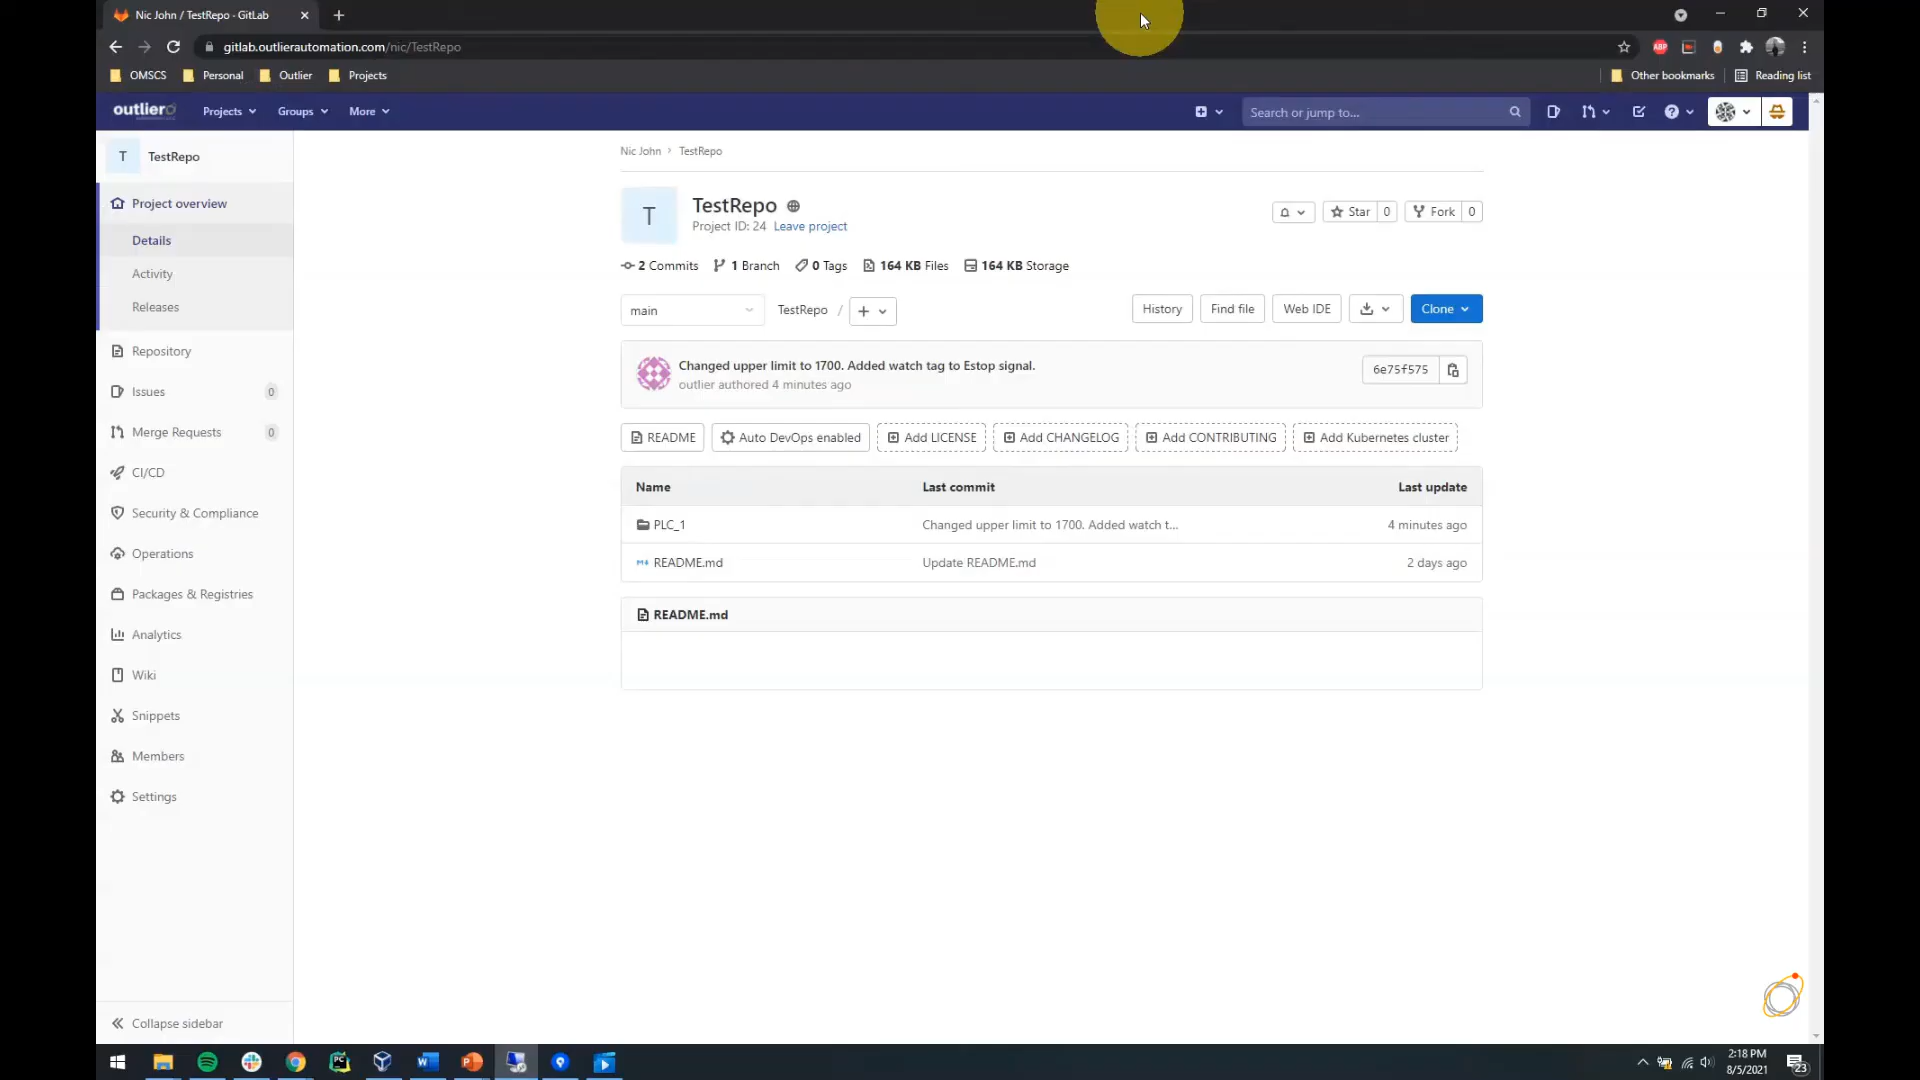 Nic John / TestRepo - GitLab
gitlab.outlierautomation.com/nic/TestRepo
ABP
OMSCS Personal Outlier Projects Other bookmarks Reading list
outlier Projects Groups More Search or jump to...
T TestRepo
Project overview
Details
Activity
Releases
Repository
Issues 0
Merge Requests 0
CI/CD
Security & Compliance
Operations
Packages & Registries
Analytics
Wiki
Snippets
Members
Settings
Collapse sidebar
Nic John › TestRepo
T
TestRepo
Project ID: 24 Leave project
Star 0 Fork 0
2 Commits 1 Branch 0 Tags 164 KB Files 164 KB Storage
main TestRepo / + History Find file Web IDE Clone
Changed upper limit to 1700. Added watch tag to Estop signal.
outlier authored 4 minutes ago
6e75f575
README Auto DevOps enabled Add LICENSE Add CHANGELOG Add CONTRIBUTING Add Kubernetes cluster
Name Last commit Last update
PLC_1 Changed upper limit to 1700. Added watch t... 4 minutes ago
README.md Update README.md 2 days ago
README.md
2:18 PM
8/5/2021
23